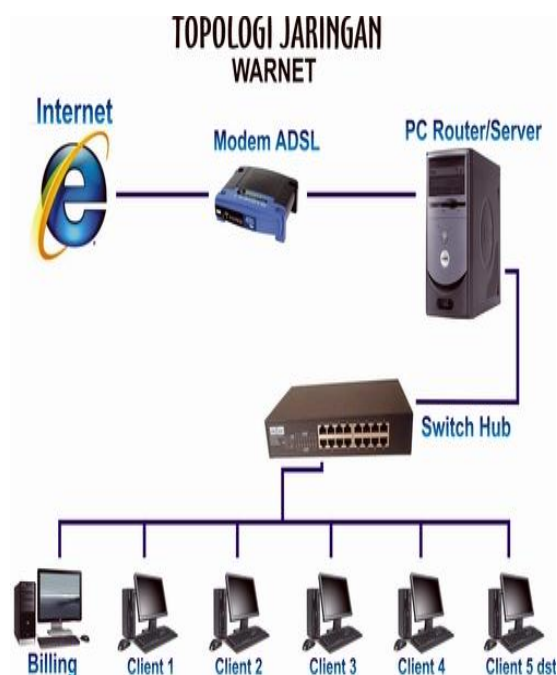 TOPOLOGI JARINGAN
WARNET
Internet
Modem ADSL
PC Router/Server
Switch Hub
Billing
Client 1
Client 2
Client 3
Client 4
Client 5 dst